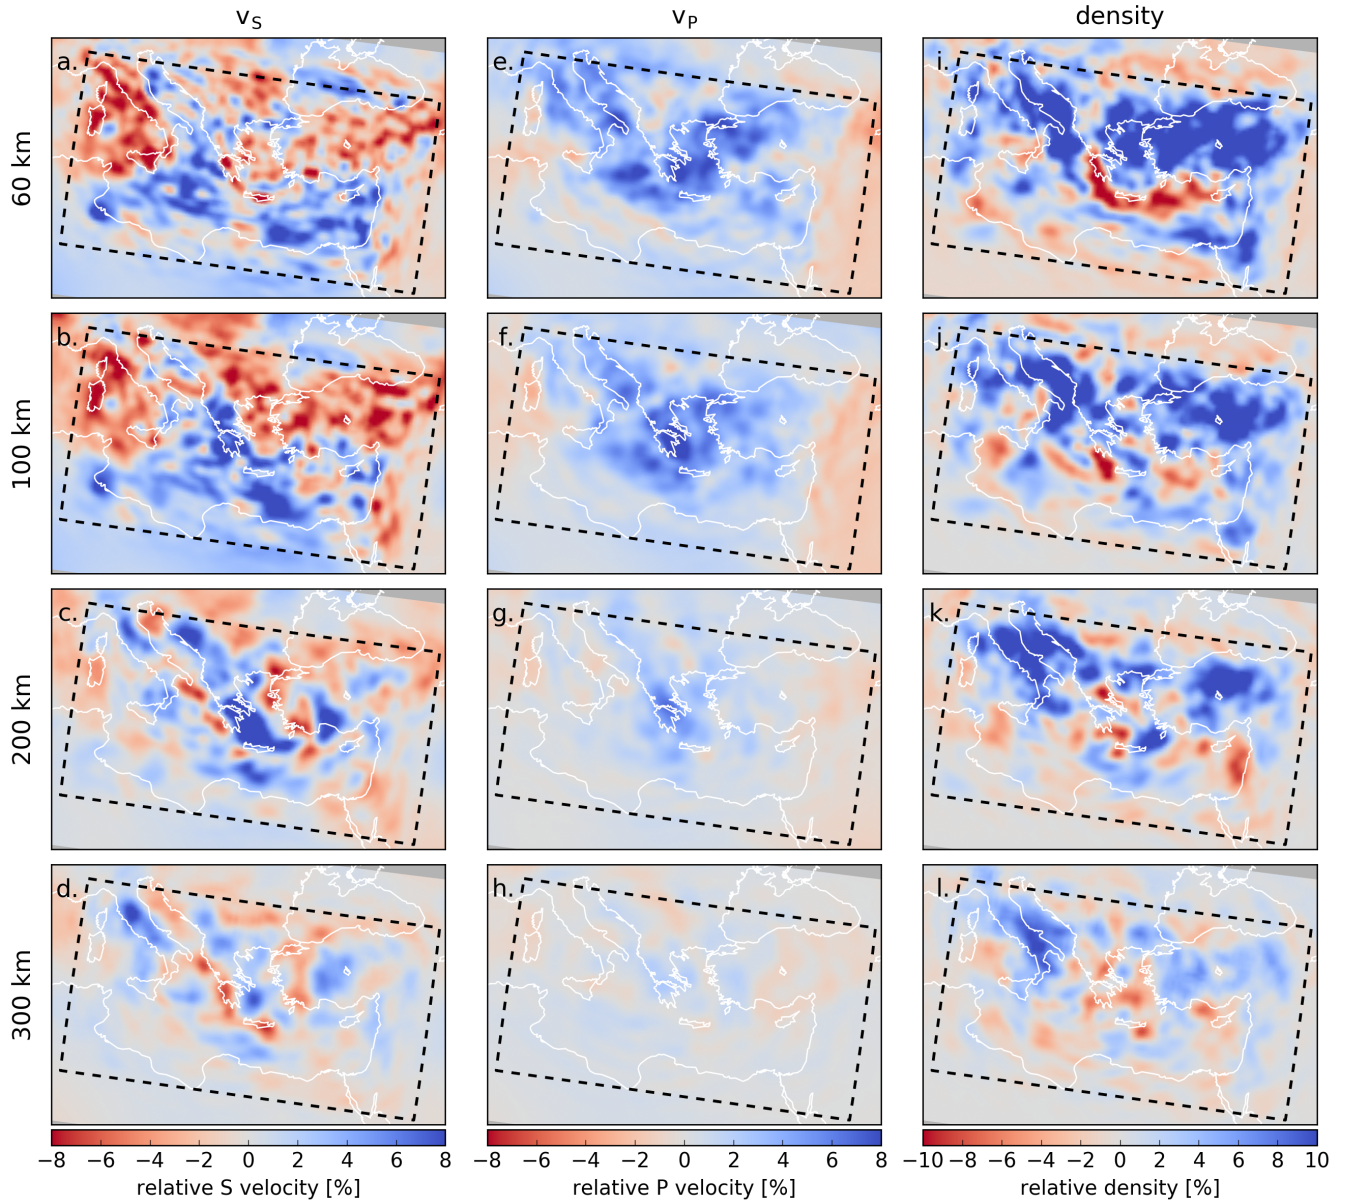 v_S
v_P
density
60 km
a.
e.
i.
100 km
b.
f.
j.
200 km
c.
g.
k.
300 km
d.
h.
l.
−8 −6 −4 −2 0 2 4 6 8
−8 −6 −4 −2 0 2 4 6 8
−10 −8 −6 −4 −2 0 2 4 6 8 10
relative S velocity [%]
relative P velocity [%]
relative density [%]